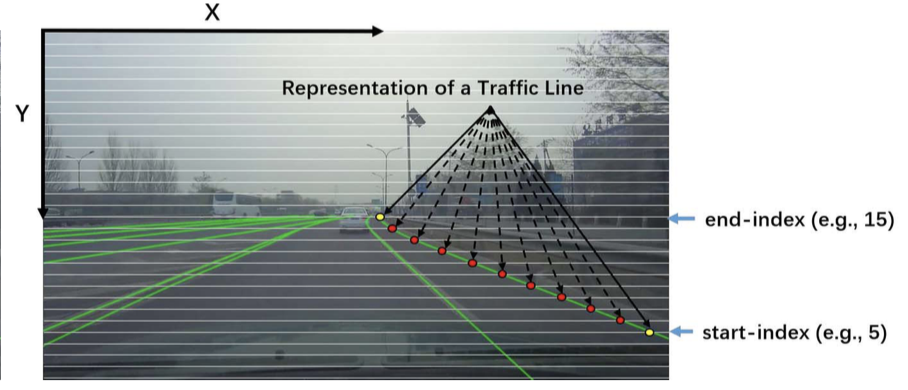 X
Representation of a Traffic Line
Y
end-index (e.g., 15)
start-index (e.g., 5)